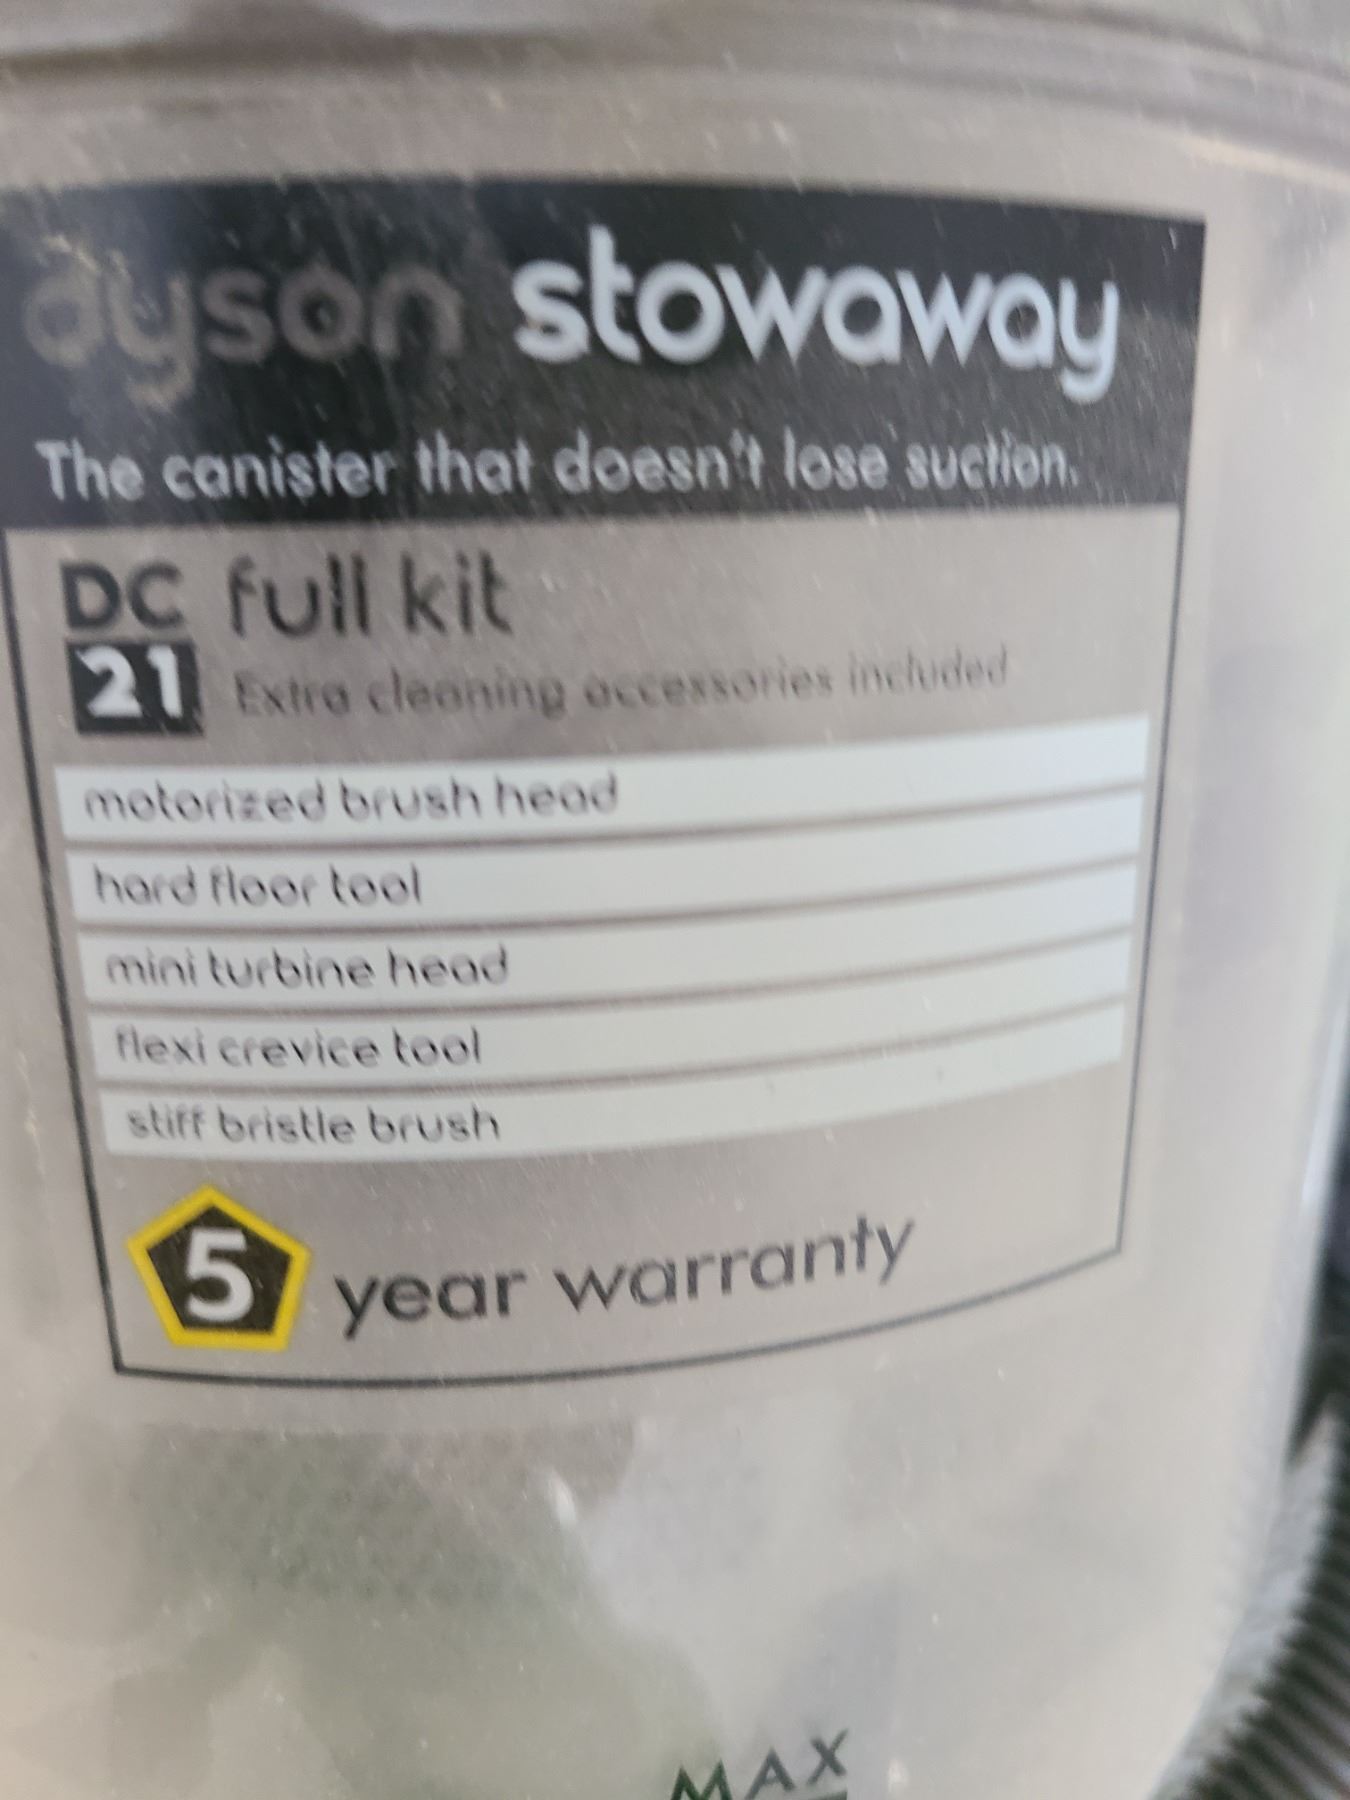 dyson stowaway
The canister that doesn't lose suction.
DC full kit
21 Extra cleaning accessories included
motorized brush head
hard floor tool
mini turbine head
flexi crevice tool
stiff bristle brush
5 year warranty
MAX